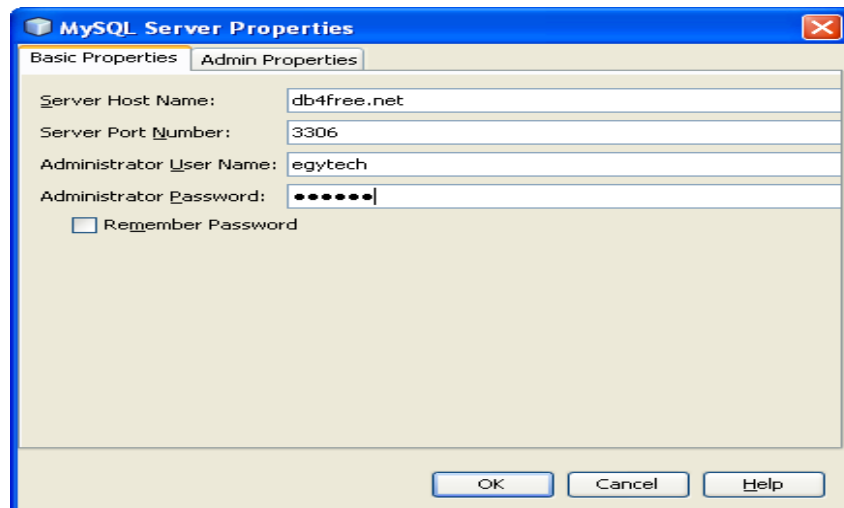 MySQL Server Properties
Basic Properties Admin Properties
Server Host Name: db4free.net
Server Port Number: 3306
Administrator User Name: egytech
Administrator Password: ●●●●●●
Remember Password
OK Cancel Help